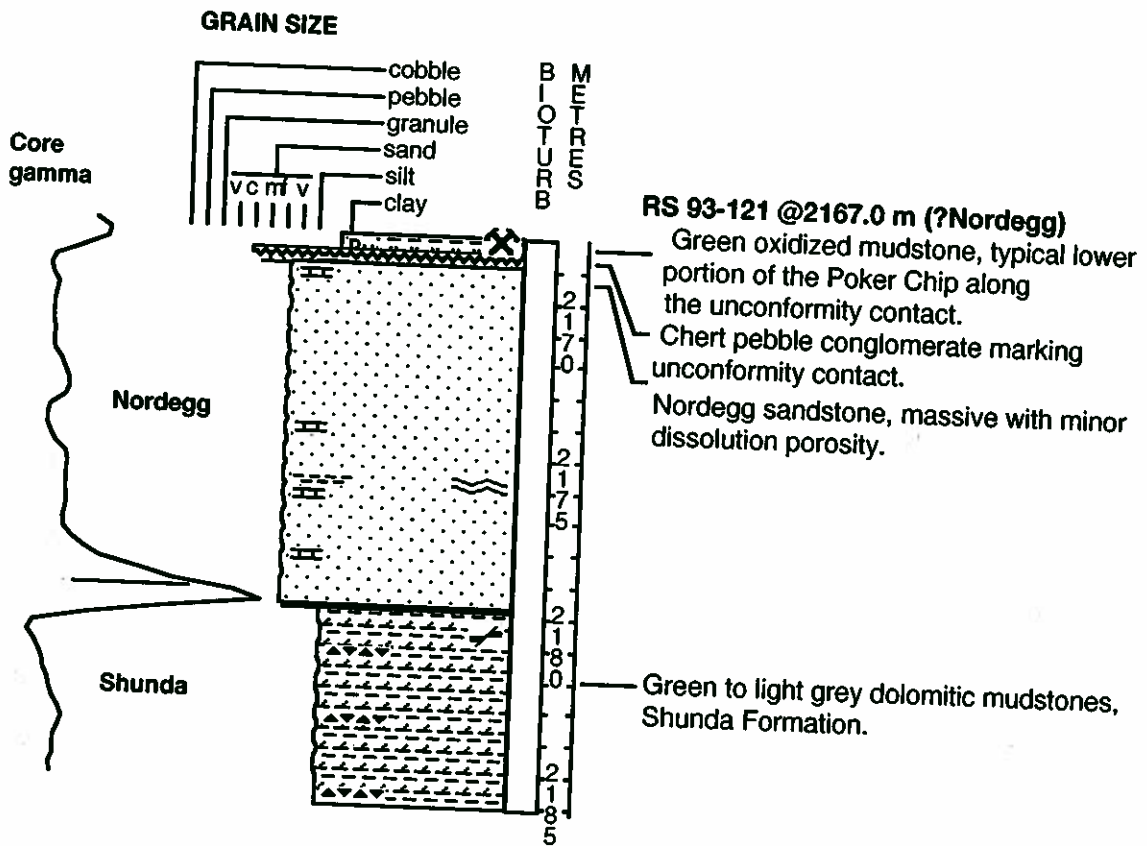 GRAIN SIZE
cobble
pebble
granule
sand
silt
clay
v c m f v
BIOTURB
METRES
Core
gamma
RS 93-121 @2167.0 m (?Nordegg)
Green oxidized mudstone, typical lower
portion of the Poker Chip along
the unconformity contact.
Chert pebble conglomerate marking
unconformity contact.
Nordegg sandstone, massive with minor
dissolution porosity.
P
2170
Nordegg
2175
2180
Shunda
Green to light grey dolomitic mudstones,
Shunda Formation.
2185